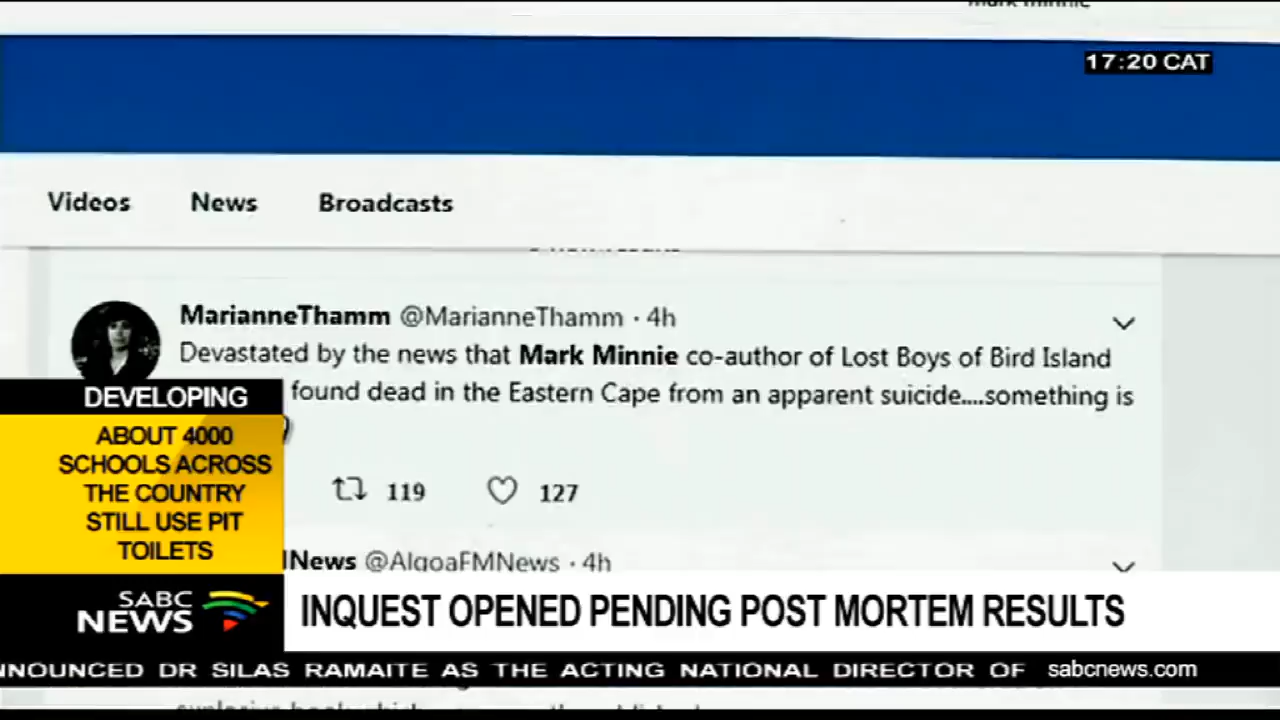 mark minnie
17:20 CAT
Videos News Broadcasts
MarianneThamm @MarianneThamm · 4h
Devastated by the news that Mark Minnie co-author of Lost Boys of Bird Island
found dead in the Eastern Cape from an apparent suicide....something is
119 127
DEVELOPING
ABOUT 4000
SCHOOLS ACROSS
THE COUNTRY
STILL USE PIT
TOILETS
News @AlgoaFMNews · 4h
SABC
NEWS
INQUEST OPENED PENDING POST MORTEM RESULTS
NNOUNCED DR SILAS RAMAITE AS THE ACTING NATIONAL DIRECTOR OF sabcnews.com